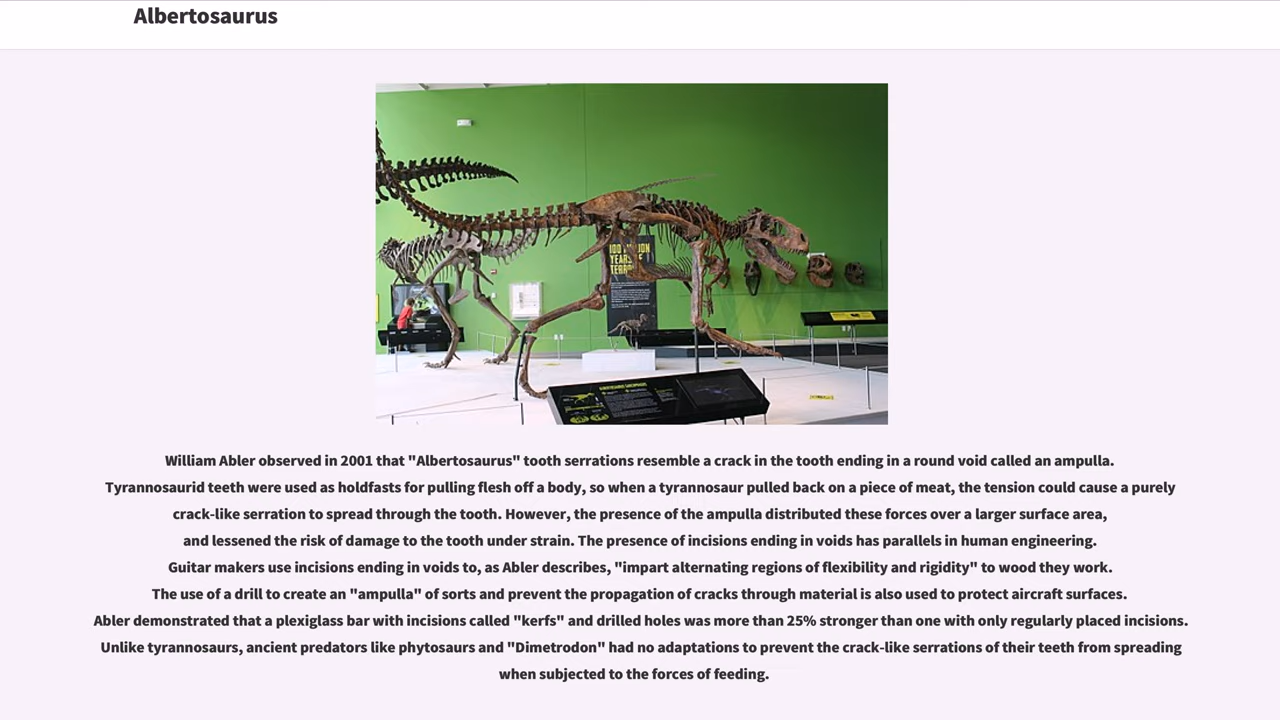 Albertosaurus
100 MILLION
YEARS OF
TERROR
ALBERTOSAURUS SARCOPHAGUS
William Abler observed in 2001 that "Albertosaurus" tooth serrations resemble a crack in the tooth ending in a round void called an ampulla.
Tyrannosaurid teeth were used as holdfasts for pulling flesh off a body, so when a tyrannosaur pulled back on a piece of meat, the tension could cause a purely
crack-like serration to spread through the tooth. However, the presence of the ampulla distributed these forces over a larger surface area,
and lessened the risk of damage to the tooth under strain. The presence of incisions ending in voids has parallels in human engineering.
Guitar makers use incisions ending in voids to, as Abler describes, "impart alternating regions of flexibility and rigidity" to wood they work.
The use of a drill to create an "ampulla" of sorts and prevent the propagation of cracks through material is also used to protect aircraft surfaces.
Abler demonstrated that a plexiglass bar with incisions called "kerfs" and drilled holes was more than 25% stronger than one with only regularly placed incisions.
Unlike tyrannosaurs, ancient predators like phytosaurs and "Dimetrodon" had no adaptations to prevent the crack-like serrations of their teeth from spreading
when subjected to the forces of feeding.